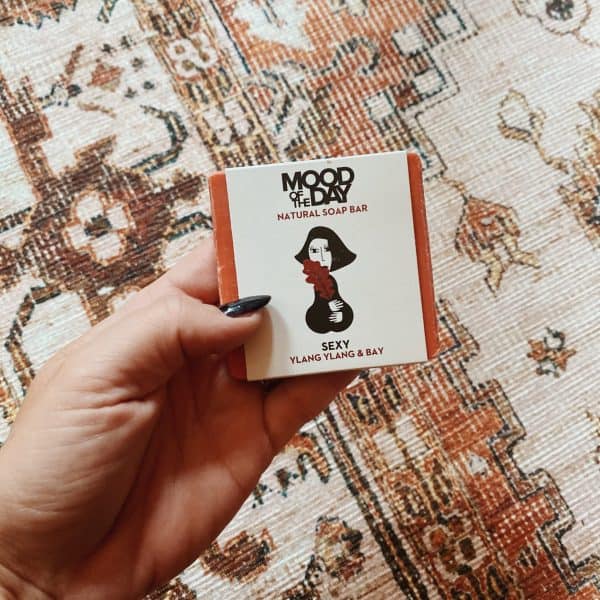 MOOD
OF THE DAY
NATURAL SOAP BAR
SEXY
YLANG YLANG & BAY